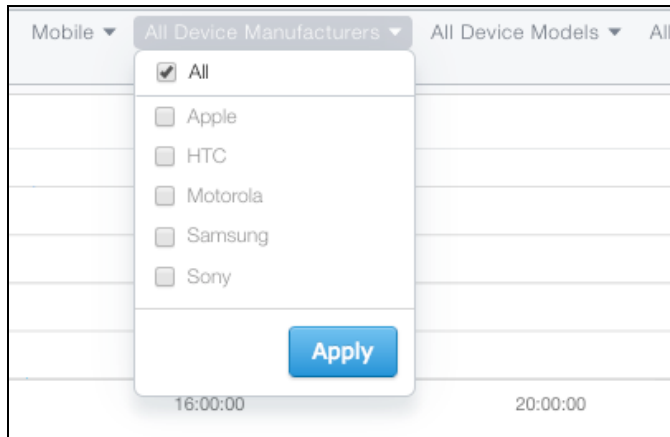 Mobile All Device Manufacturers All Device Models All
All
Apple
HTC
Motorola
Samsung
Sony
Apply
16:00:00 20:00:00